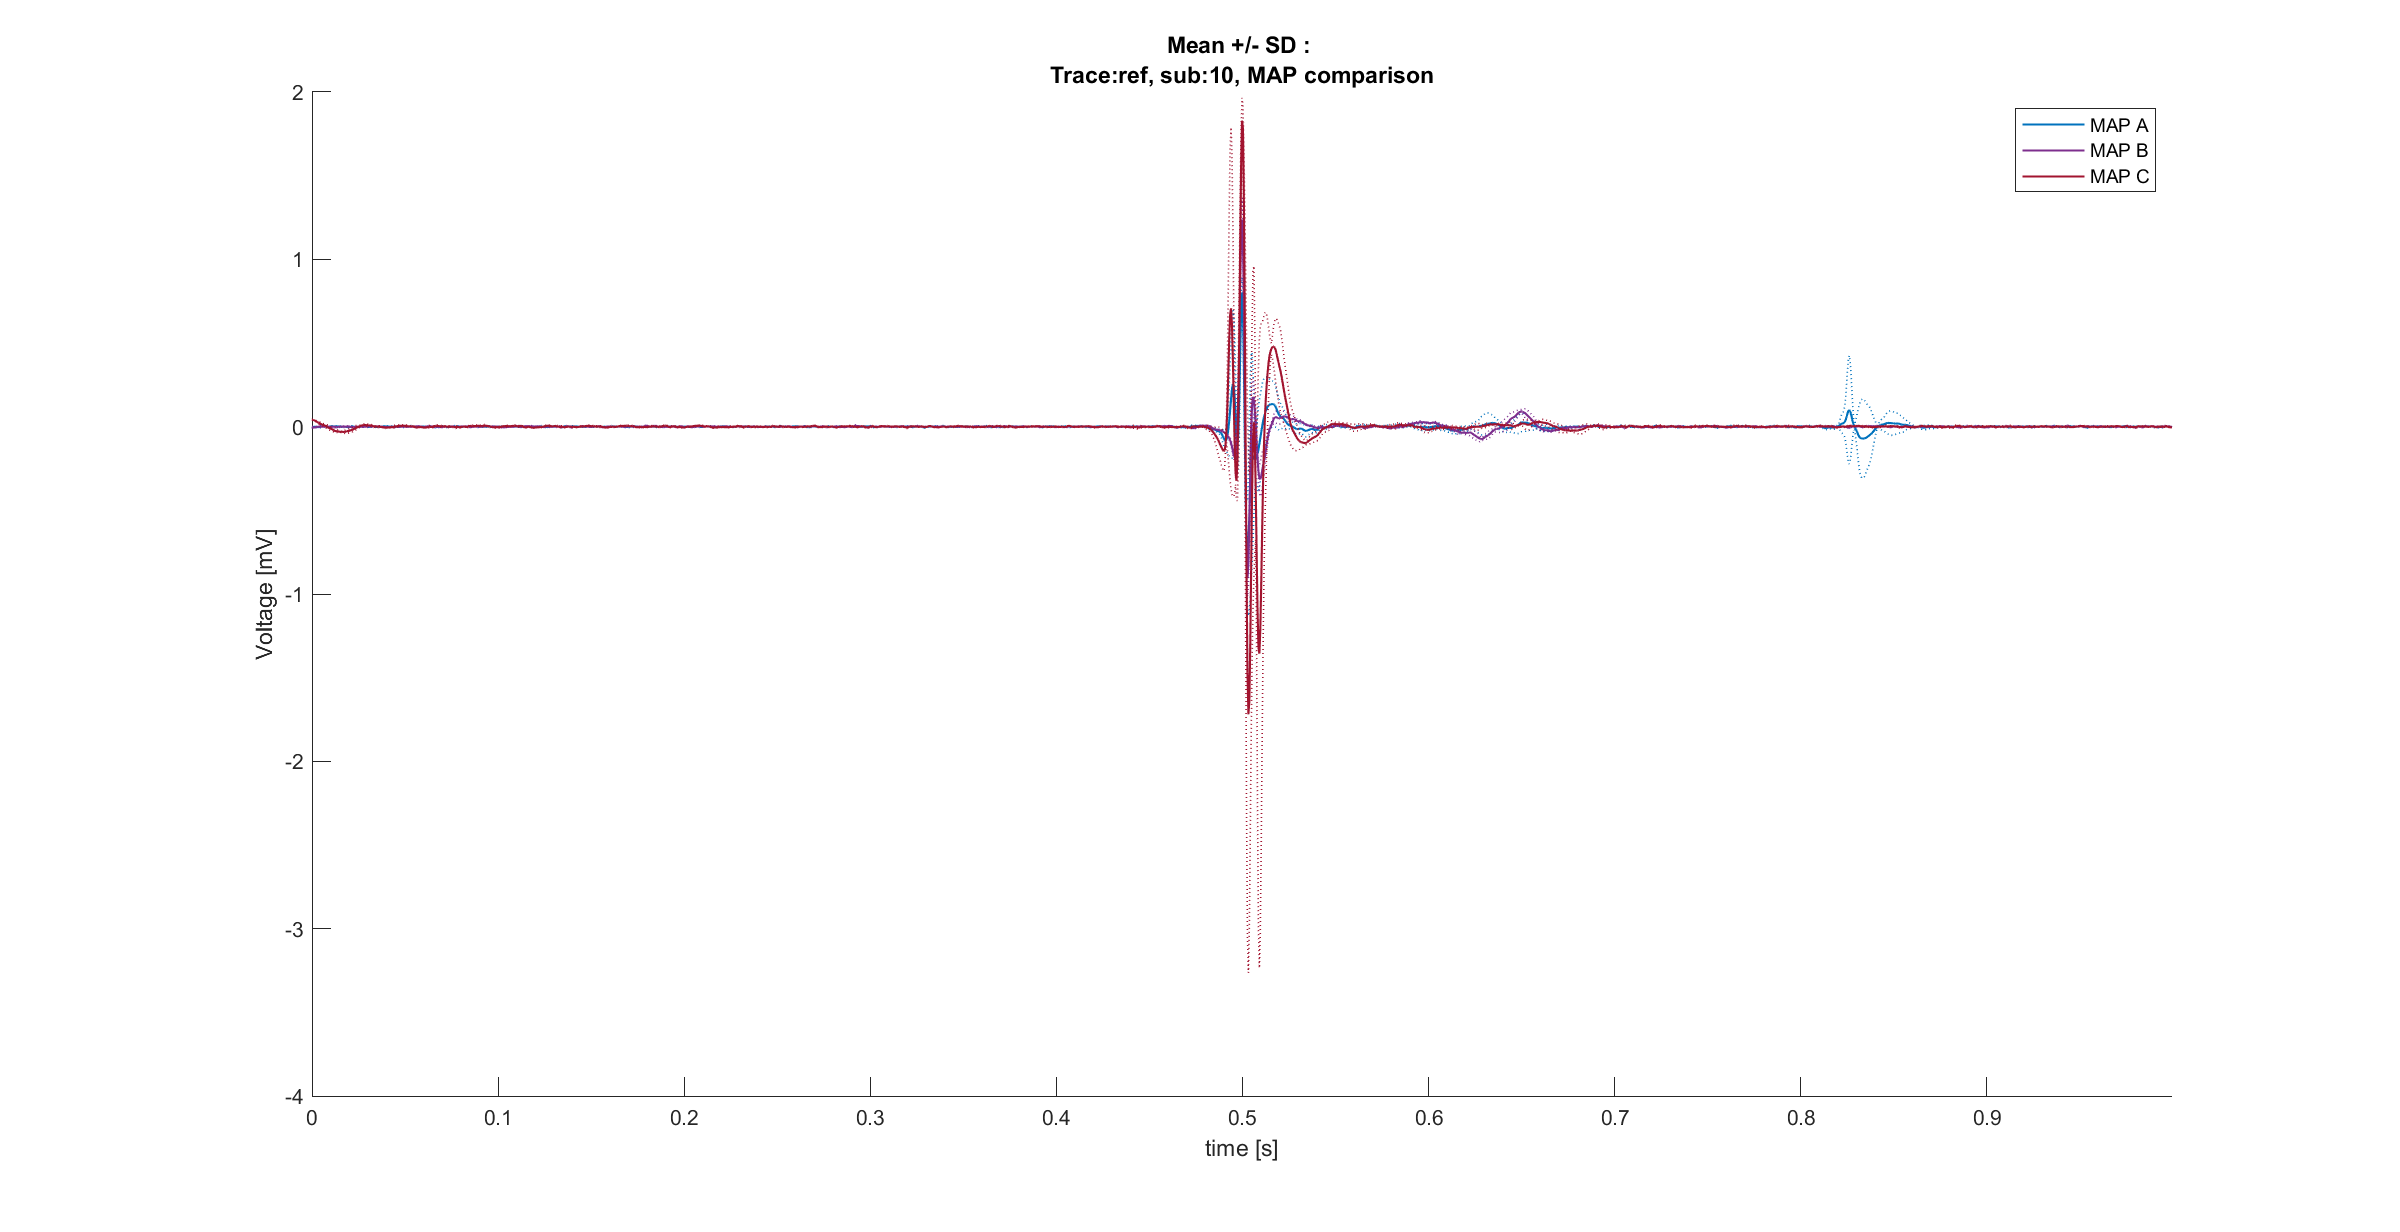 Mean +/- SD :
Trace:ref, sub:10, MAP comparison
2
1
0
-1
-2
-3
-4
Voltage [mV]
MAP A
MAP B
MAP C
0 0.1 0.2 0.3 0.4 0.5 0.6 0.7 0.8 0.9
time [s]